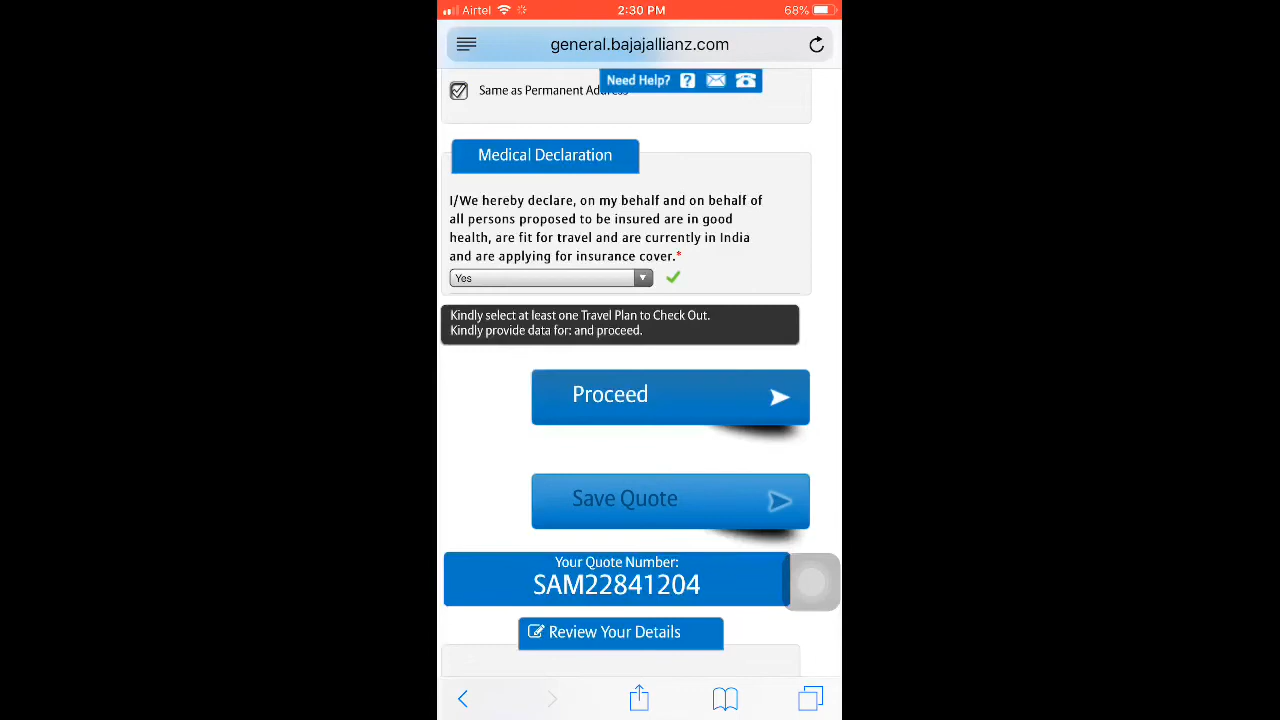 Airtel
2:30 PM
68%
general.bajajallianz.com
Need Help? ?
Same as Permanent Address
Medical Declaration
I/We hereby declare, on my behalf and on behalf of
all persons proposed to be insured are in good
health, are fit for travel and are currently in India
and are applying for insurance cover.*
Yes
Kindly select at least one Travel Plan to Check Out.
Kindly provide data for: and proceed.
Proceed
Save Quote
Your Quote Number:
SAM22841204
Review Your Details